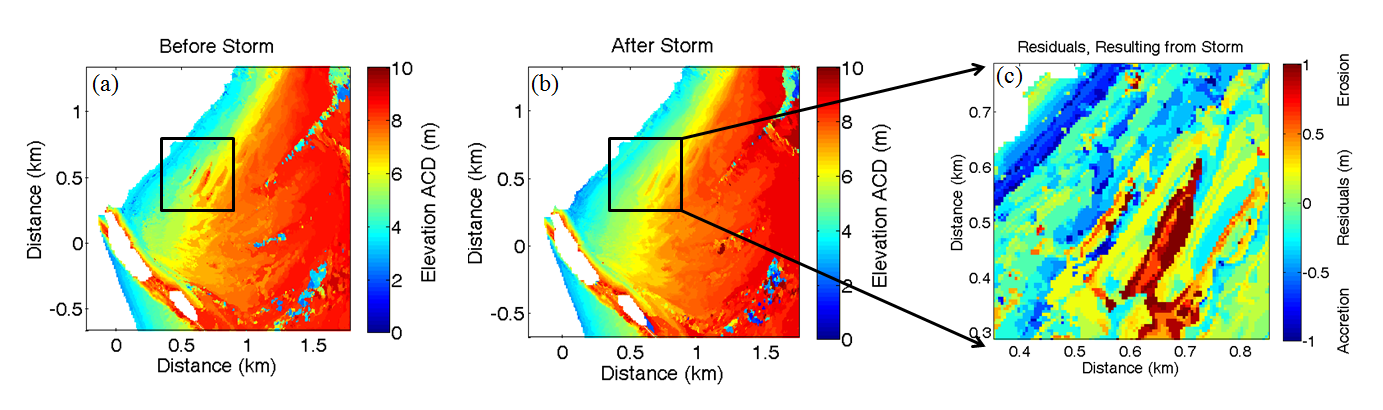 Before Storm
(a)
1
0.5
0
-0.5
Distance (km)
0
0.5
1
1.5
Distance (km)
10
8
6
4
2
0
Elevation ACD (m)
After Storm
(b)
1
0.5
0
-0.5
Distance (km)
0
0.5
1
1.5
Distance (km)
10
8
6
4
2
0
Elevation ACD (m)
Residuals, Resulting from Storm
(c)
0.7
0.6
0.5
0.4
0.3
Distance (km)
0.4
0.5
0.6
0.7
0.8
Distance (km)
1
0.5
0
-0.5
-1
Erosion
Residuals (m)
Accretion